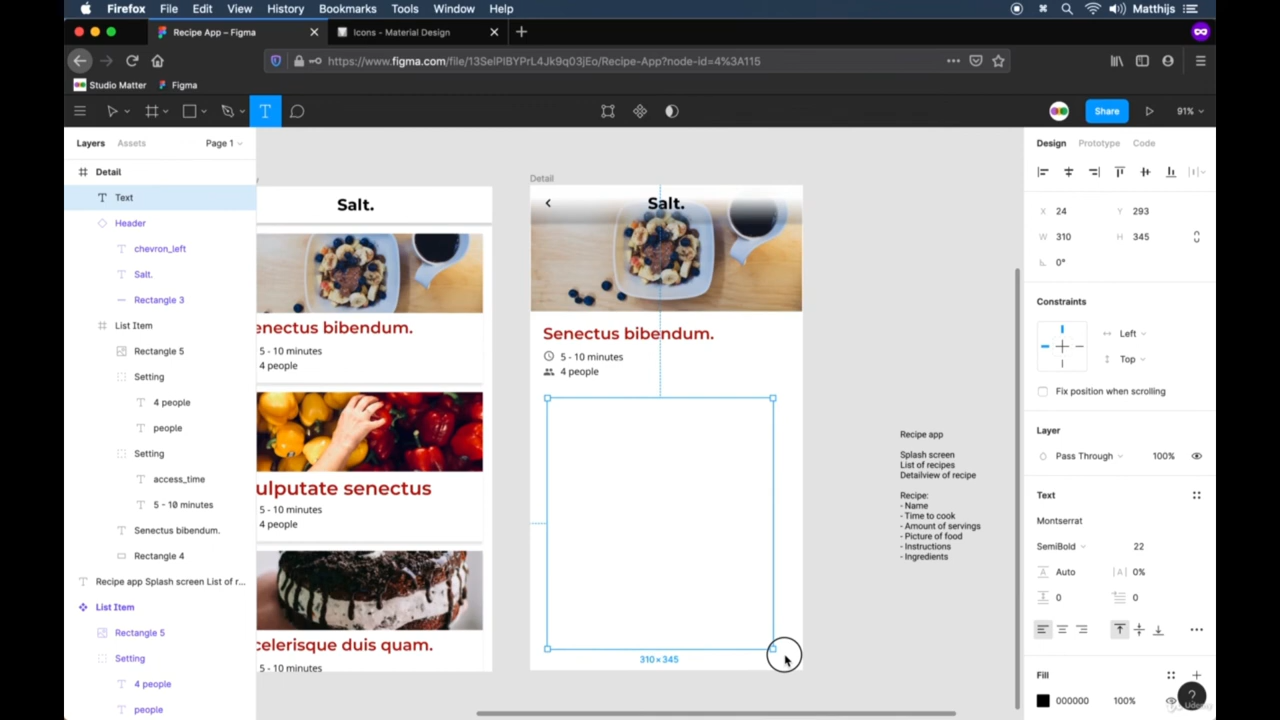 Firefox File Edit View History Bookmarks Tools Window Help Matthijs
Recipe App – Figma Icons - Material Design
https://www.figma.com/file/13SelPlBYPrL4Jk9q03jEo/Recipe-App?node-id=4%3A115
Studio Matter Figma
Share 91%
Layers Assets Page 1
Detail
Text
Header
chevron_left
Salt.
Rectangle 3
List Item
Rectangle 5
Setting
4 people
people
Setting
access_time
5 - 10 minutes
Senectus bibendum.
Rectangle 4
Recipe app Splash screen List of r...
List Item
Rectangle 5
Setting
4 people
people
Salt.
enectus bibendum.
5 - 10 minutes
4 people
ulputate senectus
5 - 10 minutes
4 people
celerisque duis quam.
5 - 10 minutes
Detail
Salt.
Senectus bibendum.
5 - 10 minutes
4 people
310 × 345
Recipe app
Splash screen
List of recipes
Detailview of recipe
Recipe:
- Name
- Time to cook
- Amount of servings
- Picture of food
- Instructions
- Ingredients
Design Prototype Code
X 24 Y 293
W 310 H 345
0°
Constraints
Left
Top
Fix position when scrolling
Layer
Pass Through 100%
Text
Montserrat
SemiBold 22
Auto |A| 0%
0 0
Fill
000000 100%
?